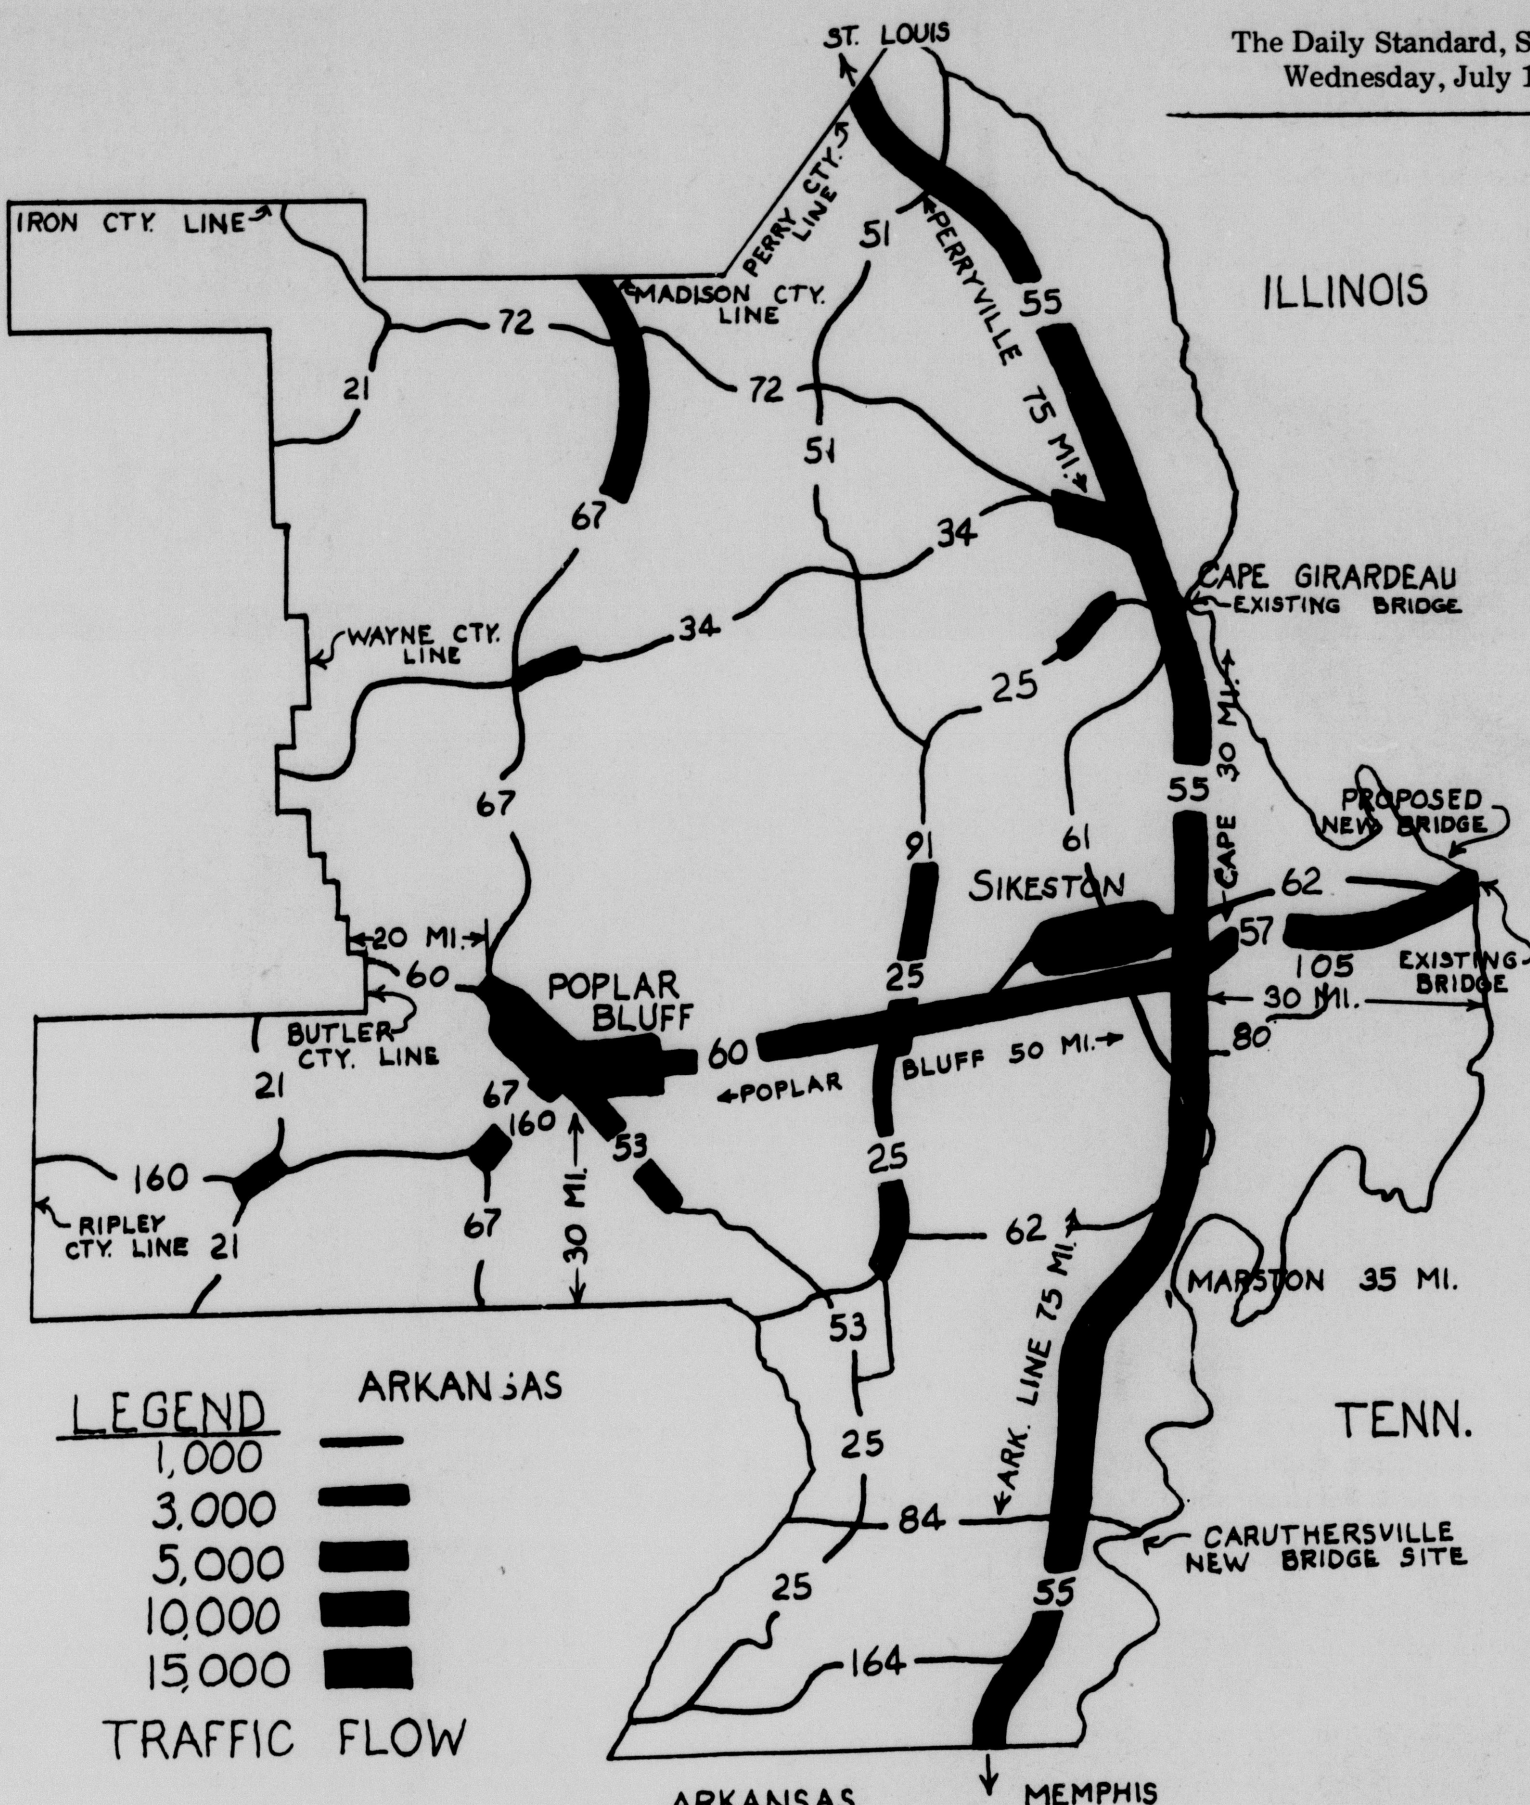 ST. LOUIS
The Daily Standard, S
Wednesday, July 1
IRON CTY. LINE
PERRY CTY.
LINE
51
PERRYVILLE 75 MI.
55
ILLINOIS
MADISON CTY.
LINE
72
21
72
51
67
34
CAPE GIRARDEAU
EXISTING BRIDGE
34
WAYNE CTY.
LINE
25
CAPE 30 MI.
67
55
PROPOSED
NEW BRIDGE
91
61
SIKESTON
62
20 MI.
57
60
25
105
EXISTING
BRIDGE
POPLAR
BLUFF
30 MI.
BUTLER
CTY. LINE
60
80
POPLAR BLUFF 50 MI.
21
67
160
53
25
160
30 MI.
RIPLEY
CTY. LINE
21
67
62
MARSTON 35 MI.
53
ARK. LINE 75 MI.
ARKANSAS
LEGEND
1,000
3,000
5,000
10,000
15,000
TRAFFIC FLOW
TENN.
25
84
CARUTHERSVILLE
NEW BRIDGE SITE
25
55
164
ARKANSAS
MEMPHIS